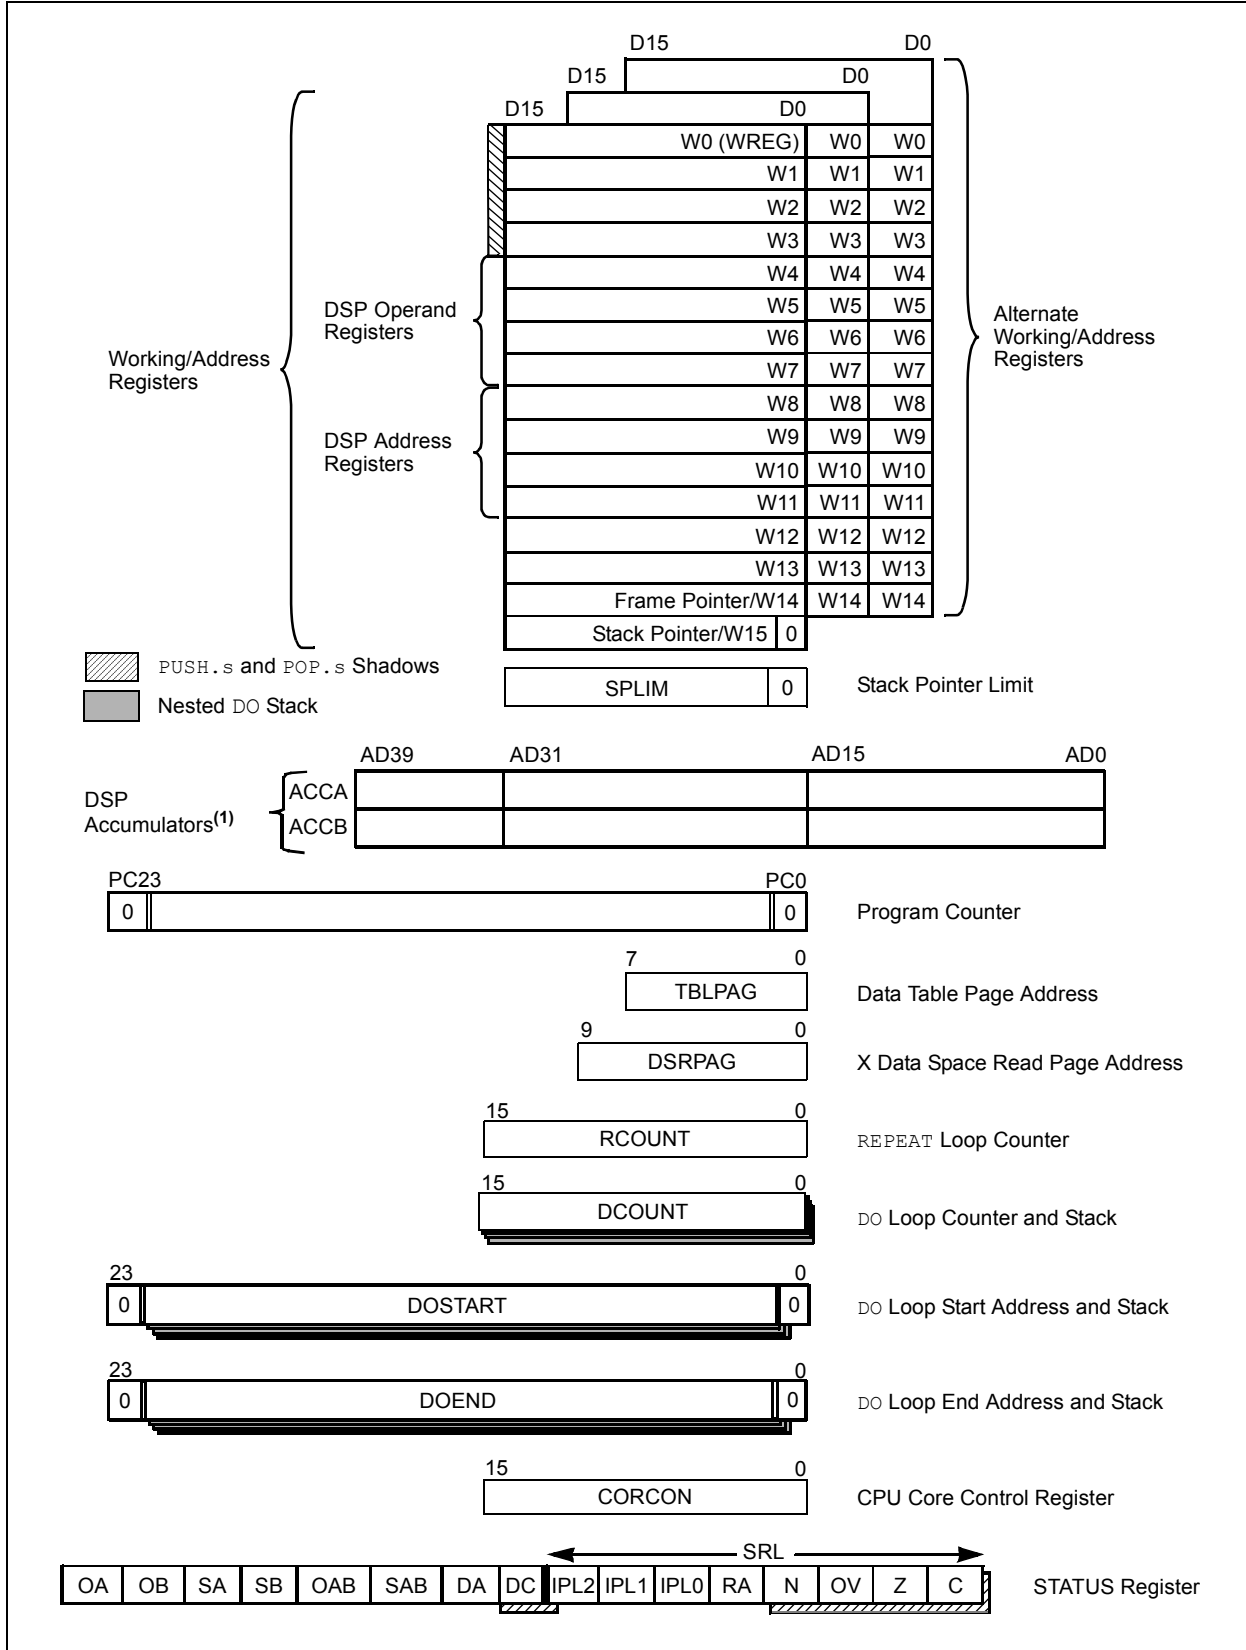 D15 D0
D15 D0
D15 D0
W0 (WREG) W0 W0
W1 W1 W1
W2 W2 W2
W3 W3 W3
W4 W4 W4
W5 W5 W5
W6 W6 W6
W7 W7 W7
W8 W8 W8
W9 W9 W9
W10 W10 W10
W11 W11 W11
W12 W12 W12
W13 W13 W13
Frame Pointer/W14 W14 W14
Stack Pointer/W15 0
Working/Address
Registers
DSP Operand
Registers
DSP Address
Registers
Alternate
Working/Address
Registers
PUSH.s and POP.s Shadows
Nested DO Stack
SPLIM 0 Stack Pointer Limit
AD39 AD31 AD15 AD0
DSP
Accumulators(1)
ACCA
ACCB
PC23 PC0
0 0 Program Counter
7 0
TBLPAG Data Table Page Address
9 0
DSRPAG X Data Space Read Page Address
15 0
RCOUNT REPEAT Loop Counter
15 0
DCOUNT DO Loop Counter and Stack
23 0
0 DOSTART 0 DO Loop Start Address and Stack
23 0
0 DOEND 0 DO Loop End Address and Stack
15 0
CORCON CPU Core Control Register
SRL
OA OB SA SB OAB SAB DA DC IPL2 IPL1 IPL0 RA N OV Z C STATUS Register